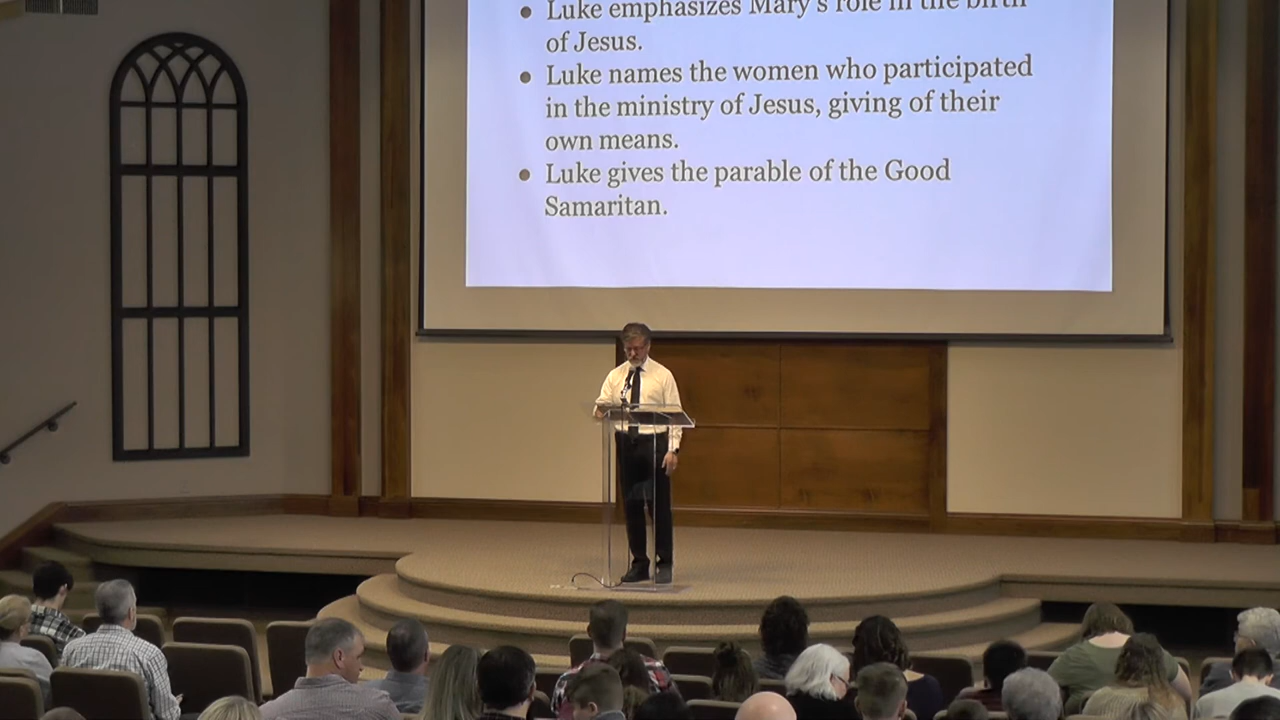 • Luke emphasizes Mary's role in the birth
of Jesus.
• Luke names the women who participated
in the ministry of Jesus, giving of their
own means.
• Luke gives the parable of the Good
Samaritan.